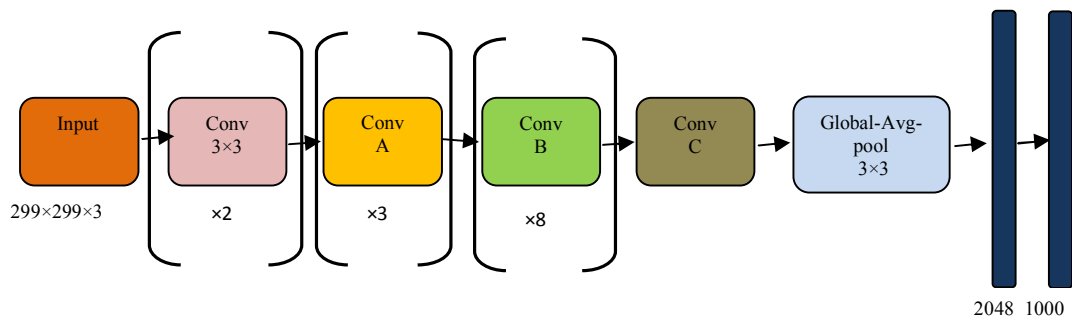 Input
299×299×3
Conv
3×3
×2
Conv
A
×3
Conv
B
×8
Conv
C
Global-Avg-
pool
3×3
2048
1000